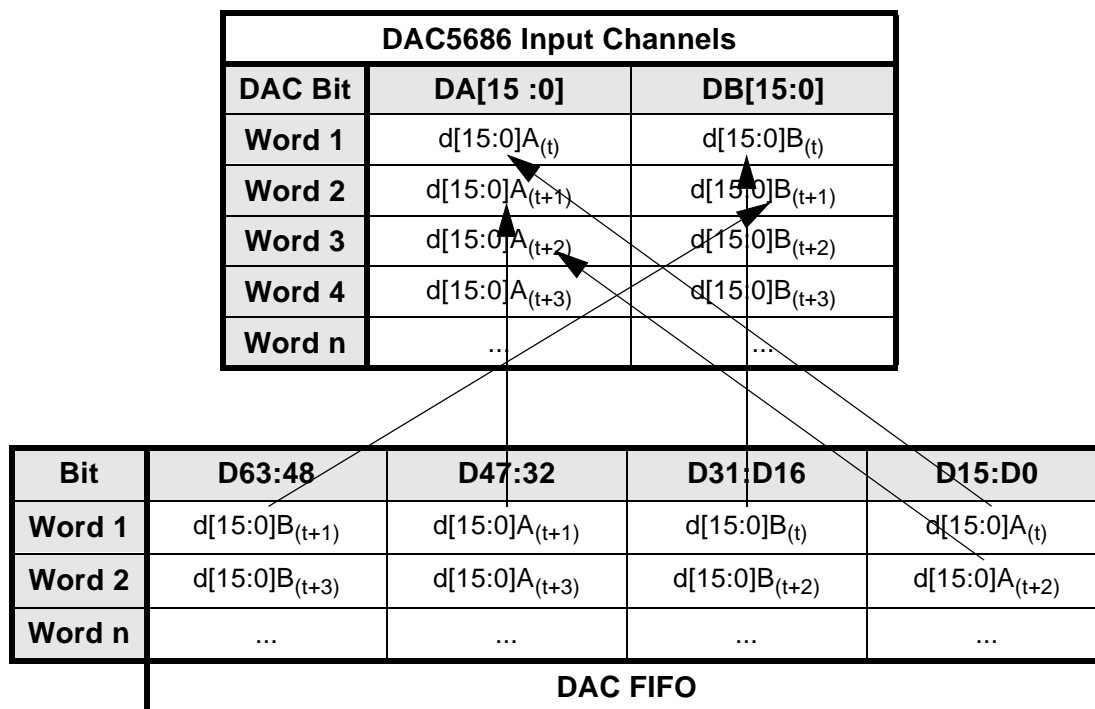 DAC5686 Input Channels
DAC Bit DA[15 :0] DB[15:0]
Word 1 d[15:0]A(t) d[15:0]B(t)
Word 2 d[15:0]A(t+1) d[15:0]B(t+1)
Word 3 d[15:0]A(t+2) d[15:0]B(t+2)
Word 4 d[15:0]A(t+3) d[15:0]B(t+3)
Word n ... ...
Bit D63:48 D47:32 D31:D16 D15:D0
Word 1 d[15:0]B(t+1) d[15:0]A(t+1) d[15:0]B(t) d[15:0]A(t)
Word 2 d[15:0]B(t+3) d[15:0]A(t+3) d[15:0]B(t+2) d[15:0]A(t+2)
Word n ... ... ... ...
DAC FIFO